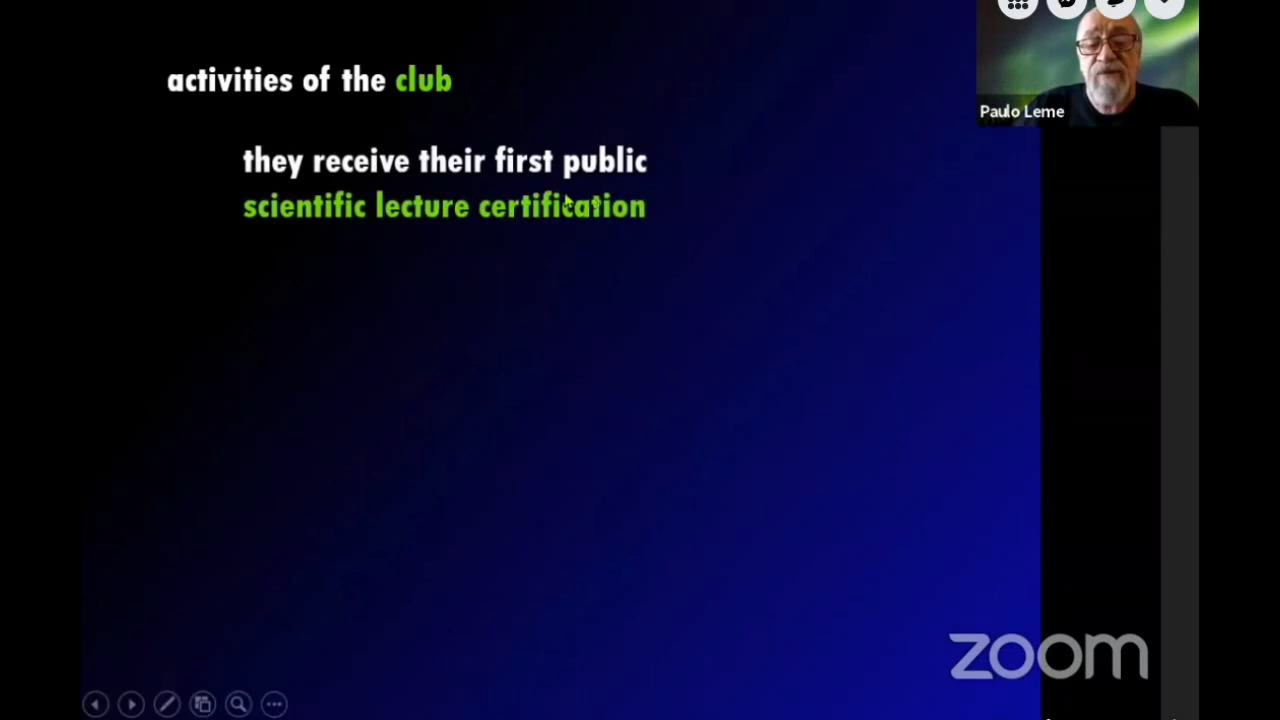 activities of the club
Paulo Leme
they receive their first public
scientific lecture certification
zoom